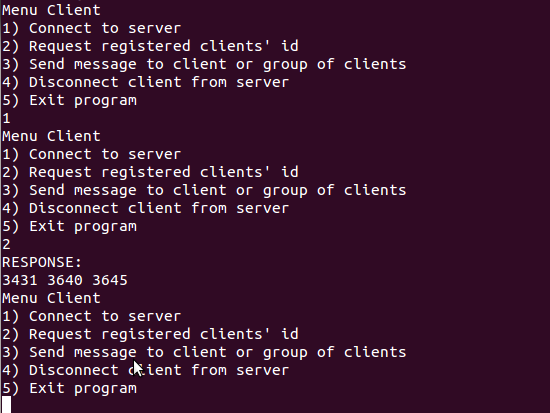 Menu Client
1) Connect to server
2) Request registered clients' id
3) Send message to client or group of clients
4) Disconnect client from server
5) Exit program
1
Menu Client
1) Connect to server
2) Request registered clients' id
3) Send message to client or group of clients
4) Disconnect client from server
5) Exit program
2
RESPONSE:
3431 3640 3645
Menu Client
1) Connect to server
2) Request registered clients' id
3) Send message to client or group of clients
4) Disconnect client from server
5) Exit program